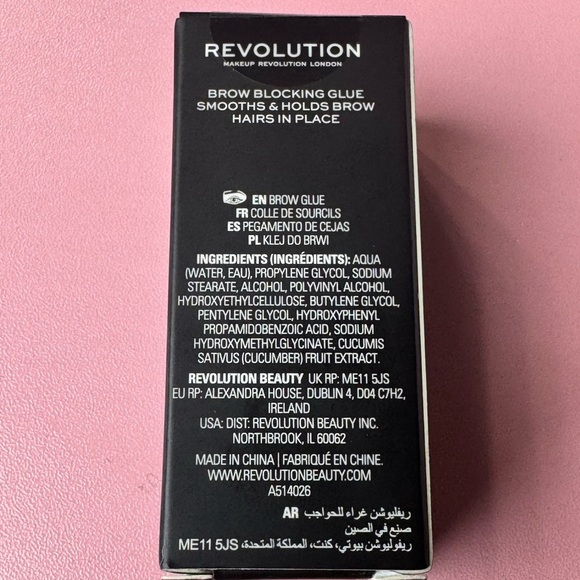 REVOLUTION
MAKEUP REVOLUTION LONDON
BROW BLOCKING GLUE
SMOOTHS & HOLDS BROW
HAIRS IN PLACE
EN BROW GLUE
FR COLLE DE SOURCILS
ES PEGAMENTO DE CEJAS
PL KLEJ DO BRWI
INGREDIENTS (INGRÉDIENTS): AQUA
(WATER, EAU), PROPYLENE GLYCOL, SODIUM
STEARATE, ALCOHOL, POLYVINYL ALCOHOL,
HYDROXYETHYLCELLULOSE, BUTYLENE GLYCOL,
PENTYLENE GLYCOL, HYDROXYPHENYL
PROPAMIDOBENZOIC ACID, SODIUM
HYDROXYMETHYLGLYCINATE, CUCUMIS
SATIVUS (CUCUMBER) FRUIT EXTRACT.
REVOLUTION BEAUTY UK RP: ME11 5JS
EU RP: ALEXANDRA HOUSE, DUBLIN 4, D04 C7H2,
IRELAND
USA: DIST: REVOLUTION BEAUTY INC.
NORTHBROOK, IL 60062
MADE IN CHINA | FABRIQUÉ EN CHINE.
WWW.REVOLUTIONBEAUTY.COM
A514026
AR ريفليوشن غراء للحواجب
صنع في الصين
ريفوليوشن بيوتي، كنت، المملكة المتحدة، ME11 5JS